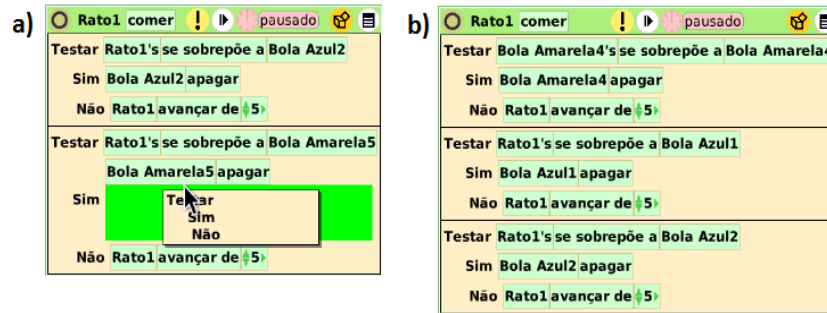 a)
Rato1 comer ! pausado
Testar Rato1's se sobrepõe a Bola Azul2
Sim Bola Azul2 apagar
Não Rato1 avançar de 5
Testar Rato1's se sobrepõe a Bola Amarela5
Bola Amarela5 apagar
Sim
Testar
Sim
Não
Não Rato1 avançar de 5
b)
Rato1 comer ! pausado
Testar Bola Amarela4's se sobrepõe a Bola Amarela4
Sim Bola Amarela4 apagar
Não Rato1 avançar de 5
Testar Rato1's se sobrepõe a Bola Azul1
Sim Bola Azul1 apagar
Não Rato1 avançar de 5
Testar Rato1's se sobrepõe a Bola Azul2
Sim Bola Azul2 apagar
Não Rato1 avançar de 5